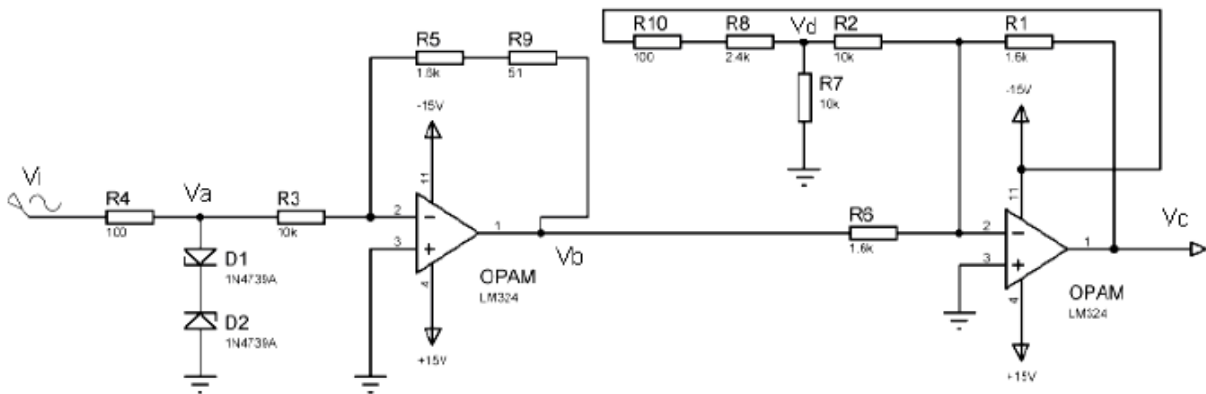 R10
100
R8
2.4k
Vd
R2
10k
R1
1.6k
R5
1.6k
R9
51
R7
10k
-15V
-15V
Vi
R4
100
Va
R3
10k
11
2
3
1
4
Vb
R6
1.6k
11
2
3
1
4
Vc
D1
1N4739A
D2
1N4739A
OPAM
LM324
OPAM
LM324
+15V
+15V